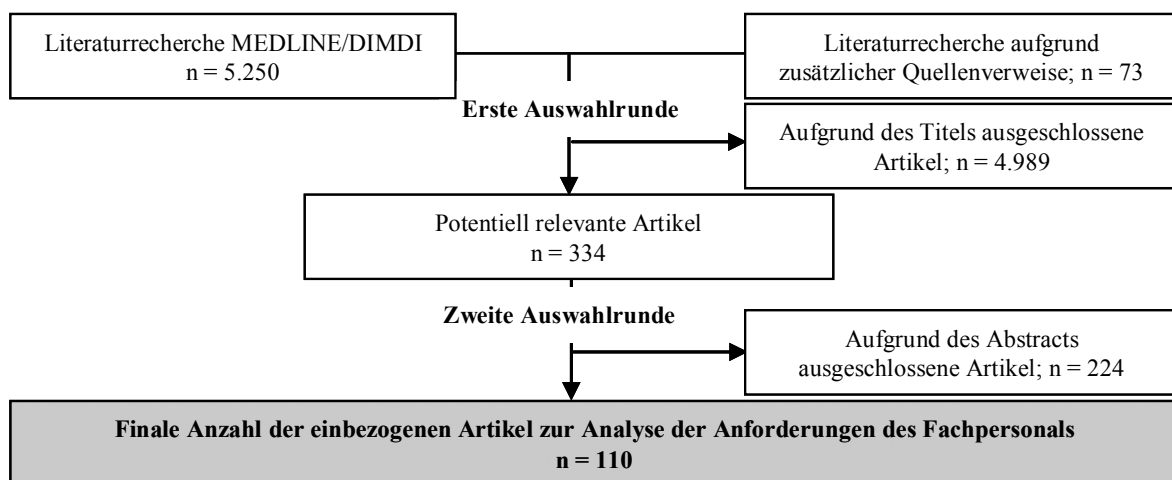 Literaturrecherche MEDLINE/DIMDI
n = 5.250
Literaturrecherche aufgrund
zusätzlicher Quellenverweise; n = 73
Erste Auswahlrunde
Aufgrund des Titels ausgeschlossene
Artikel; n = 4.989
Potentiell relevante Artikel
n = 334
Zweite Auswahlrunde
Aufgrund des Abstracts
ausgeschlossene Artikel; n = 224
Finale Anzahl der einbezogenen Artikel zur Analyse der Anforderungen des Fachpersonals
n = 110